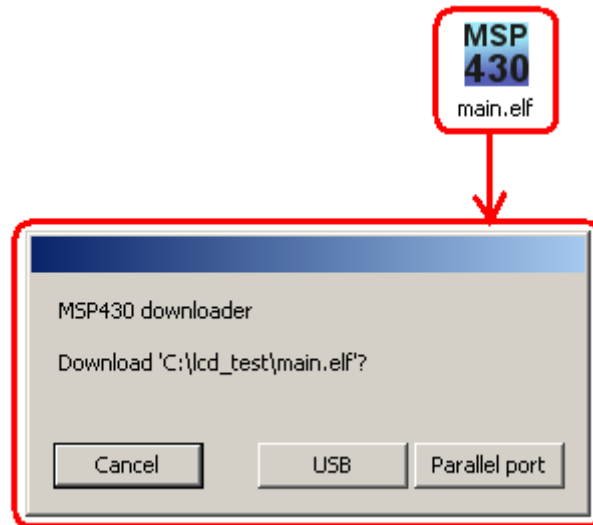 MSP
430
main.elf
MSP430 downloader
Download 'C:\lcd_test\main.elf'?
Cancel USB Parallel port